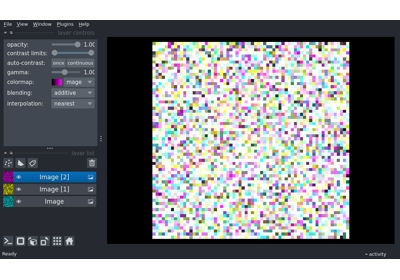 File View Window Plugins Help
layer controls
opacity: 1.00
contrast limits:
auto-contrast: once continuous
gamma: 1.00
colormap: mage
blending: additive
interpolation: nearest
layer list
Image [2]
Image [1]
Image
Ready
activity